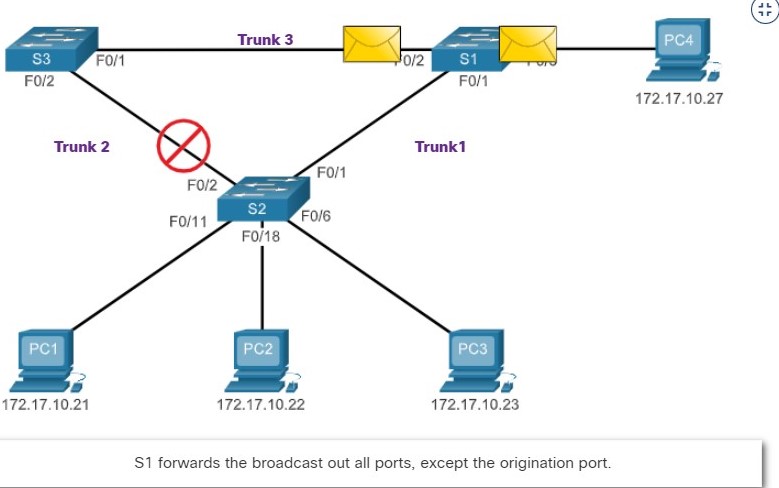 Trunk 3
S3
F0/1
F0/2
F0/2
S1
F0/1
PC4
172.17.10.27
Trunk 2
Trunk1
F0/2
F0/1
S2
F0/11
F0/6
F0/18
PC1
PC2
PC3
172.17.10.21
172.17.10.22
172.17.10.23
S1 forwards the broadcast out all ports, except the origination port.